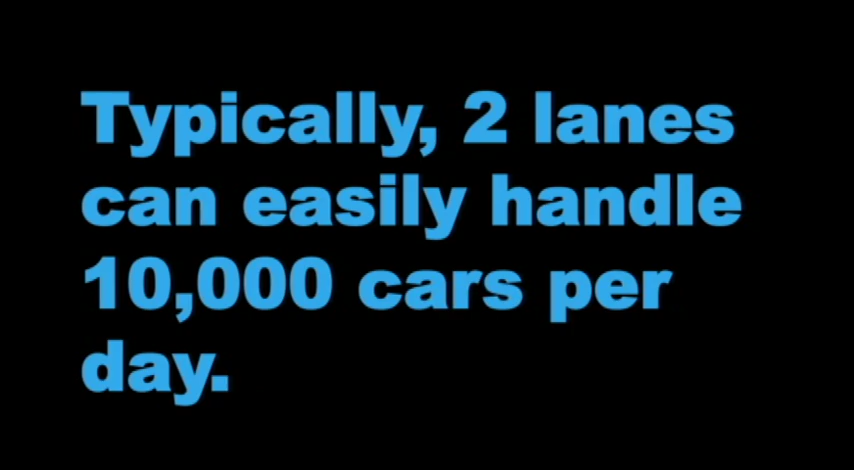 Typically, 2 lanes
can easily handle
10,000 cars per
day.